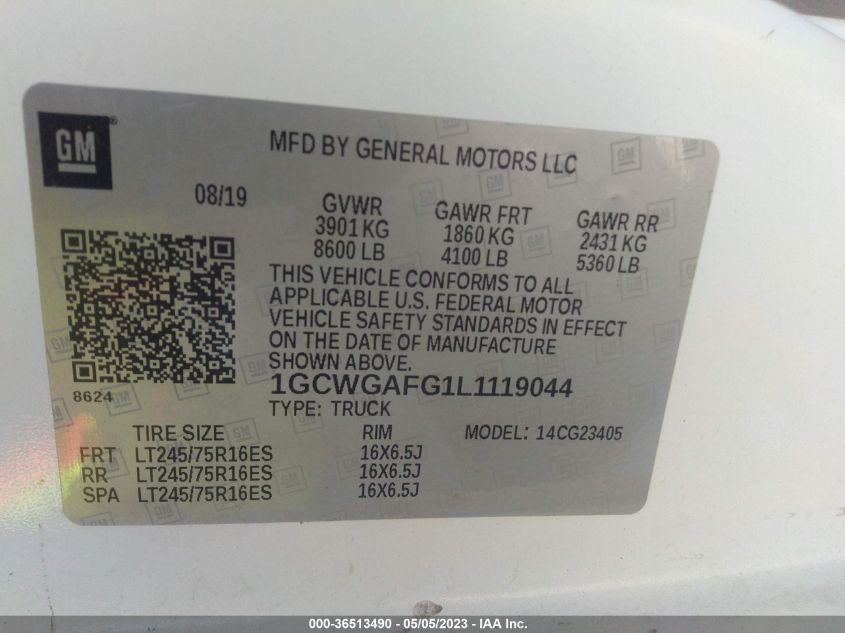 GM®
MFD BY GENERAL MOTORS LLC
08/19
GVWR GAWR FRT GAWR RR
3901 KG 1860 KG 2431 KG
8600 LB 4100 LB 5360 LB
THIS VEHICLE CONFORMS TO ALL
APPLICABLE U.S. FEDERAL MOTOR
VEHICLE SAFETY STANDARDS IN EFFECT
ON THE DATE OF MANUFACTURE
SHOWN ABOVE.
8624
1GCWGAFG1L1119044
TYPE: TRUCK
TIRE SIZE RIM MODEL: 14CG23405
FRT LT245/75R16ES 16X6.5J
RR LT245/75R16ES 16X6.5J
SPA LT245/75R16ES 16X6.5J
000-36513490 - 05/05/2023 - IAA Inc.